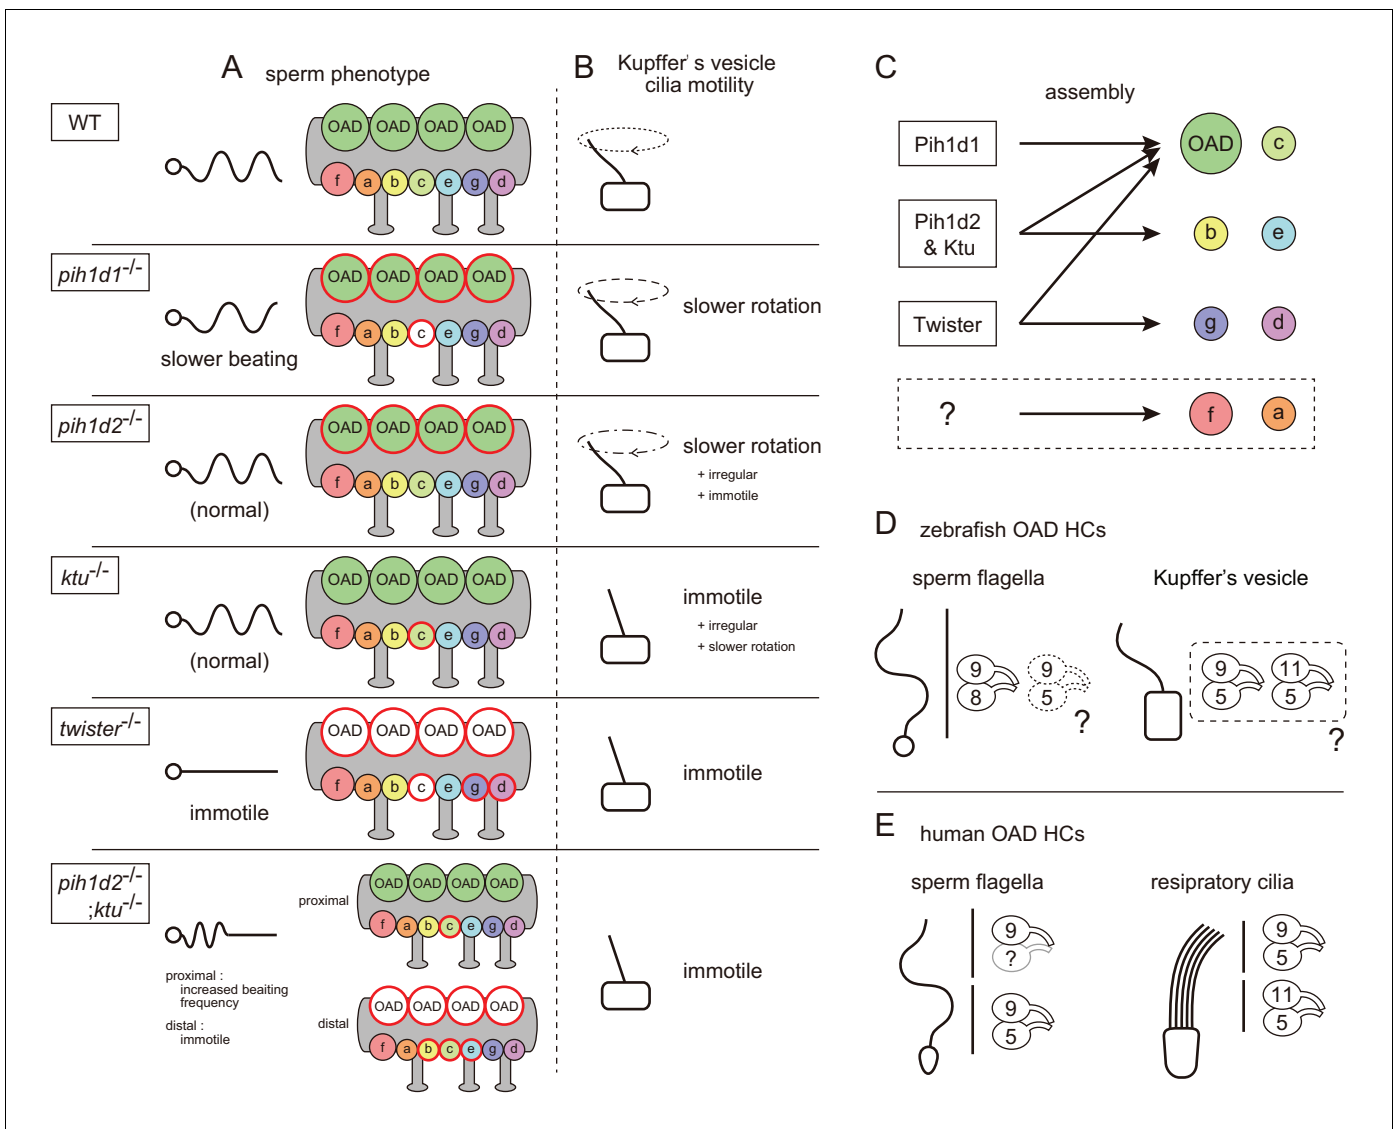 A sperm phenotype
WT
OAD OAD OAD OAD
f a b c e g d
pih1d1-/-
slower beating
OAD OAD OAD OAD
f a b c e g d
pih1d2-/-
(normal)
OAD OAD OAD OAD
f a b c e g d
ktu-/-
(normal)
OAD OAD OAD OAD
f a b c e g d
twister-/-
immotile
OAD OAD OAD OAD
f a b c e g d
pih1d2-/-
;ktu-/-
proximal :
increased beaiting
frequency
distal :
immotile
proximal
OAD OAD OAD OAD
f a b c e g d
distal
OAD OAD OAD OAD
f a b c e g d
B Kupffer's vesicle
cilia motility
slower rotation
slower rotation
+ irregular
+ immotile
immotile
+ irregular
+ slower rotation
immotile
immotile
C
assembly
Pih1d1
OAD c
Pih1d2
& Ktu
b e
Twister
g d
? f a
D zebrafish OAD HCs
sperm flagella
9 9
8 5
?
Kupffer's vesicle
9 11
5 5
?
E human OAD HCs
sperm flagella
9
?
9
5
resipratory cilia
9
5
11
5